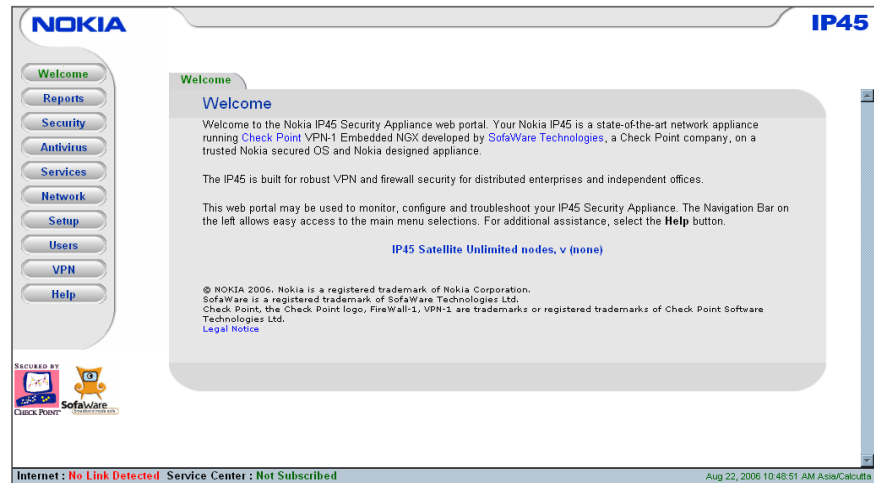 NOKIA
IP45
Welcome
Reports
Security
Antivirus
Services
Network
Setup
Users
VPN
Help
Welcome
Welcome
Welcome to the Nokia IP45 Security Appliance web portal. Your Nokia IP45 is a state-of-the-art network appliance
running Check Point VPN-1 Embedded NGX developed by SofaWare Technologies, a Check Point company, on a
trusted Nokia secured OS and Nokia designed appliance.
The IP45 is built for robust VPN and firewall security for distributed enterprises and independent offices.
This web portal may be used to monitor, configure and troubleshoot your IP45 Security Appliance. The Navigation Bar on
the left allows easy access to the main menu selections. For additional assistance, select the Help button.
IP45 Satellite Unlimited nodes, v (none)
© NOKIA 2006. Nokia is a registered trademark of Nokia Corporation.
SofaWare is a registered trademark of SofaWare Technologies Ltd.
Check Point, the Check Point logo, FireWall-1, VPN-1 are trademarks or registered trademarks of Check Point Software
Technologies Ltd.
Legal Notice
SECURED BY
CHECK POINT
SofaWare
Internet : No Link Detected Service Center : Not Subscribed
Aug 22, 2006 10:48:51 AM Asia/Calcutta